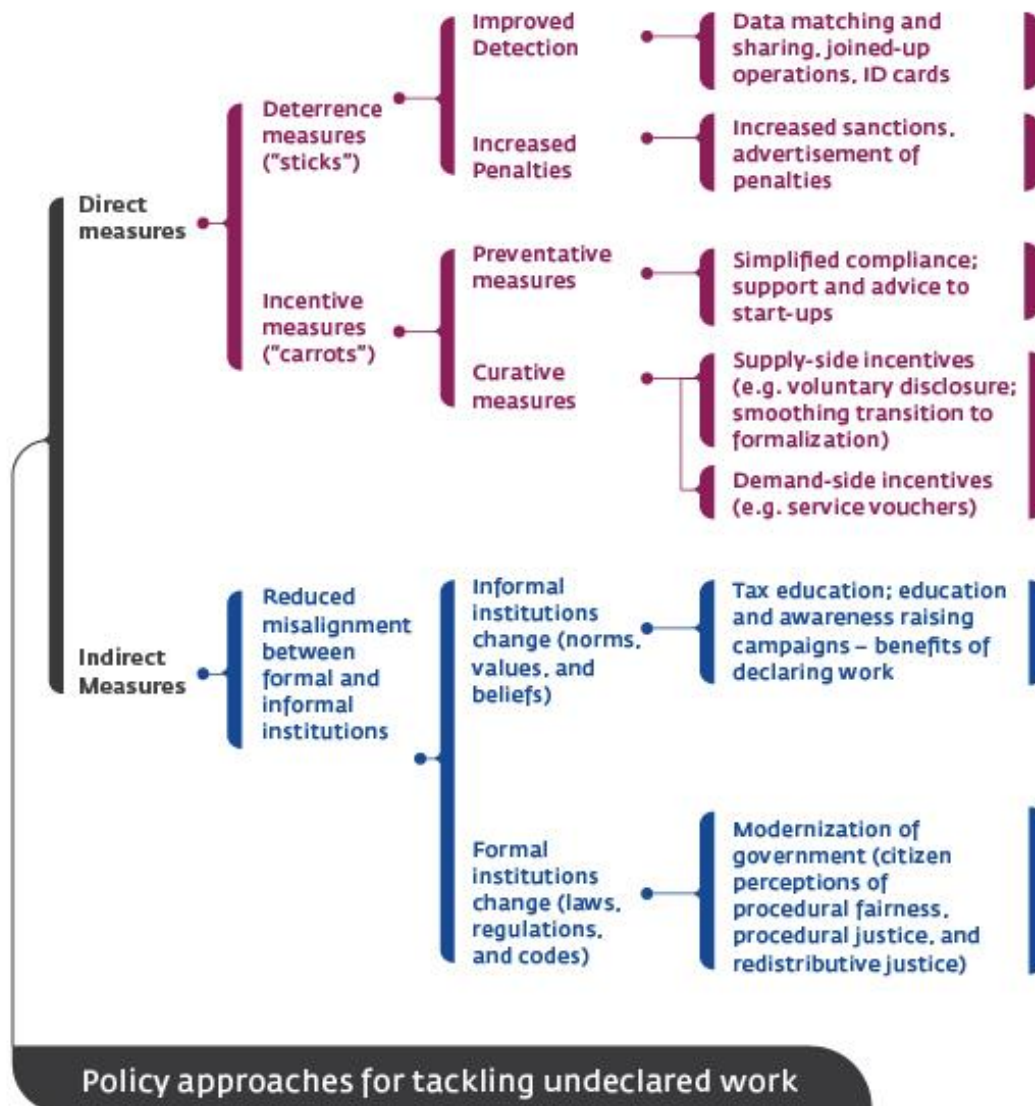 Improved
Detection
Data matching and
sharing, joined-up
operations, ID cards
Deterrence
measures
("sticks")
Increased
Penalties
Increased sanctions,
advertisement of
penalties
Direct
measures
Preventative
measures
Simplified compliance;
support and advice to
start-ups
Incentive
measures
("carrots")
Curative
measures
Supply-side incentives
(e.g. voluntary disclosure;
smoothing transition to
formalization)
Demand-side incentives
(e.g. service vouchers)
Indirect
Measures
Reduced
misalignment
between
formal and
informal
institutions
Informal
institutions
change (norms,
values, and
beliefs)
Tax education; education
and awareness raising
campaigns – benefits of
declaring work
Formal
institutions
change (laws,
regulations,
and codes)
Modernization of
government (citizen
perceptions of
procedural fairness,
procedural justice, and
redistributive justice)
Policy approaches for tackling undeclared work